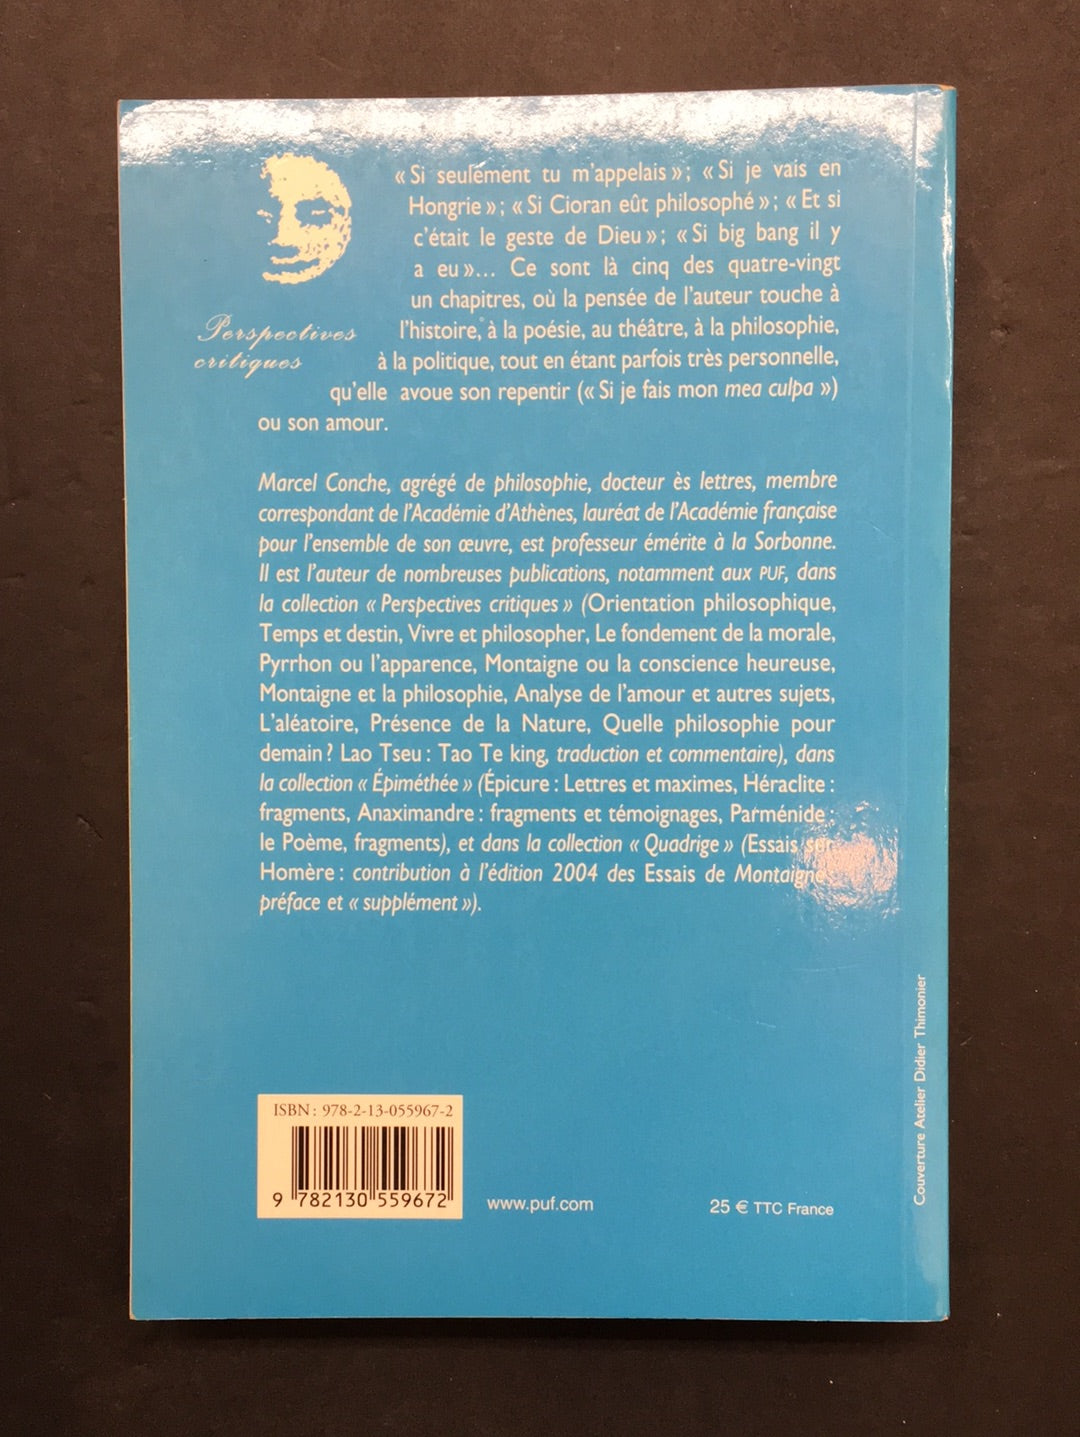 « Si seulement tu m'appelais » ; « Si je vais en
Hongrie » ; « Si Cioran eût philosophé » ; « Et si
c'était le geste de Dieu » ; « Si big bang il y
a eu »... Ce sont là cinq des quatre-vingt
un chapitres, où la pensée de l'auteur touche à
l'histoire, à la poésie, au théâtre, à la philosophie,
à la politique, tout en étant parfois très personnelle,
qu'elle avoue son repentir (« Si je fais mon mea culpa »)
ou son amour.
Perspectives
critiques
Marcel Conche, agrégé de philosophie, docteur ès lettres, membre
correspondant de l'Académie d'Athènes, lauréat de l'Académie française
pour l'ensemble de son œuvre, est professeur émérite à la Sorbonne.
Il est l'auteur de nombreuses publications, notamment aux PUF, dans
la collection « Perspectives critiques » (Orientation philosophique,
Temps et destin, Vivre et philosopher, Le fondement de la morale,
Pyrrhon ou l'apparence, Montaigne ou la conscience heureuse,
Montaigne et la philosophie, Analyse de l'amour et autres sujets,
L'aléatoire, Présence de la Nature, Quelle philosophie pour
demain ? Lao Tseu : Tao Te king, traduction et commentaire), dans
la collection « Épiméthée » (Épicure : Lettres et maximes, Héraclite :
fragments, Anaximandre : fragments et témoignages, Parménide :
le Poème, fragments), et dans la collection « Quadrige » (Essais sur
Homère : contribution à l'édition 2004 des Essais de Montaigne,
préface et « supplément »).
ISBN : 978-2-13-055967-2
9 782130 559672
www.puf.com
25 € TTC France
Couverture Atelier Didier Thimonier